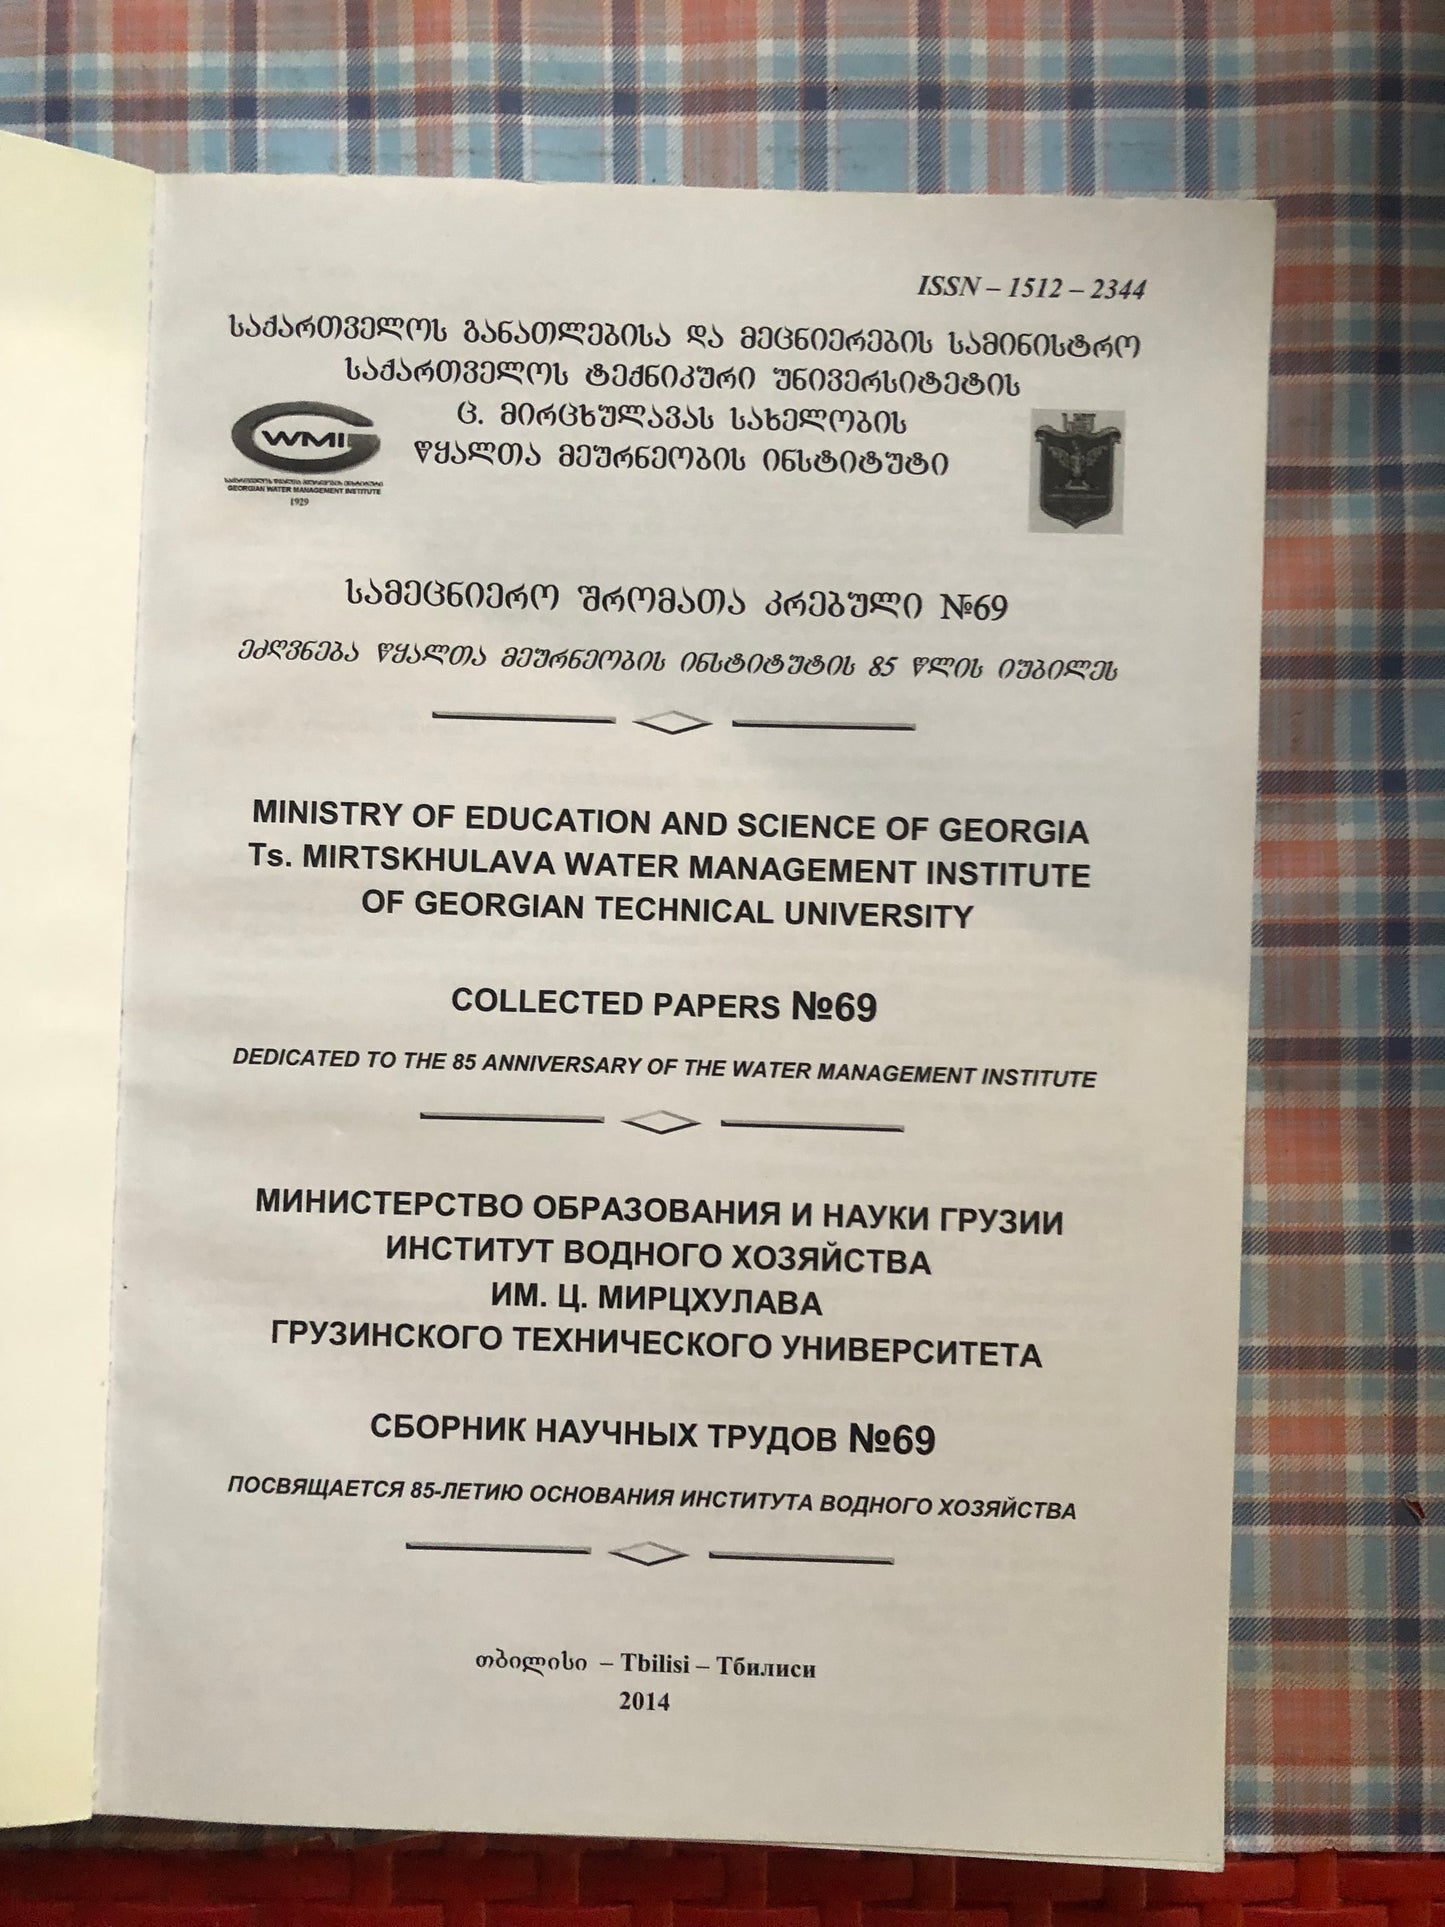 ISSN – 1512 – 2344
საქართველოს განათლებისა და მეცნიერების სამინისტრო
საქართველოს ტექნიკური უნივერსიტეტის
ც. მირცხულავას სახელობის
წყალთა მეურნეობის ინსტიტუტი
WMI
GEORGIAN WATER MANAGEMENT INSTITUTE
1929
სამეცნიერო შრომათა კრებული №69
ეძღვნება წყალთა მეურნეობის ინსტიტუტის 85 წლის იუბილეს
MINISTRY OF EDUCATION AND SCIENCE OF GEORGIA
Ts. MIRTSKHULAVA WATER MANAGEMENT INSTITUTE
OF GEORGIAN TECHNICAL UNIVERSITY
COLLECTED PAPERS №69
DEDICATED TO THE 85 ANNIVERSARY OF THE WATER MANAGEMENT INSTITUTE
МИНИСТЕРСТВО ОБРАЗОВАНИЯ И НАУКИ ГРУЗИИ
ИНСТИТУТ ВОДНОГО ХОЗЯЙСТВА
ИМ. Ц. МИРЦХУЛАВА
ГРУЗИНСКОГО ТЕХНИЧЕСКОГО УНИВЕРСИТЕТА
СБОРНИК НАУЧНЫХ ТРУДОВ №69
ПОСВЯЩАЕТСЯ 85-ЛЕТИЮ ОСНОВАНИЯ ИНСТИТУТА ВОДНОГО ХОЗЯЙСТВА
თბილისი – Tbilisi – Тбилиси
2014